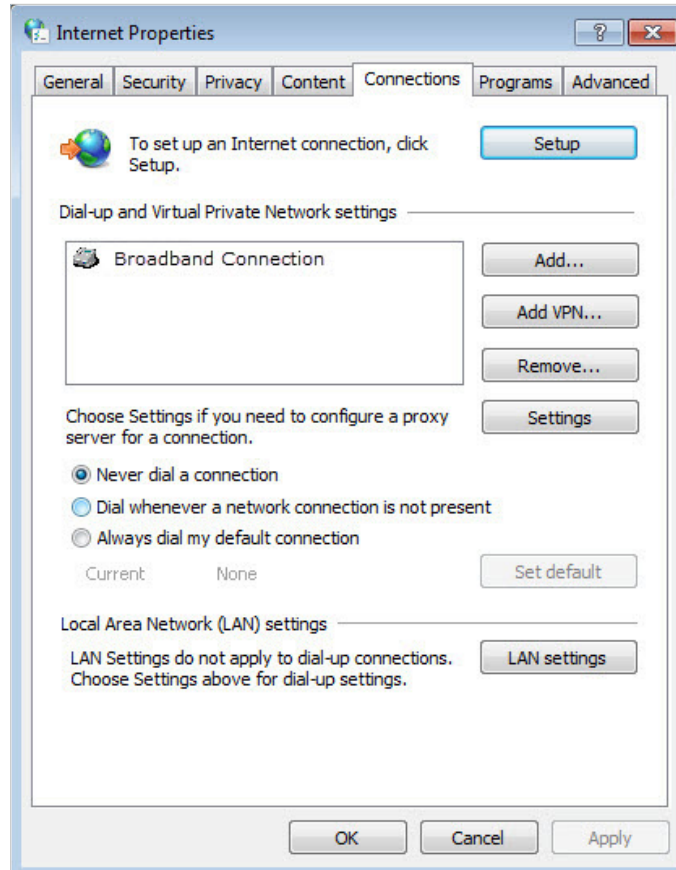 Internet Properties
?
General Security Privacy Content Connections Programs Advanced
To set up an Internet connection, click
Setup.
Setup
Dial-up and Virtual Private Network settings
Broadband Connection
Add...
Add VPN...
Remove...
Choose Settings if you need to configure a proxy
server for a connection.
Settings
Never dial a connection
Dial whenever a network connection is not present
Always dial my default connection
Current None
Set default
Local Area Network (LAN) settings
LAN Settings do not apply to dial-up connections.
Choose Settings above for dial-up settings.
LAN settings
OK Cancel Apply